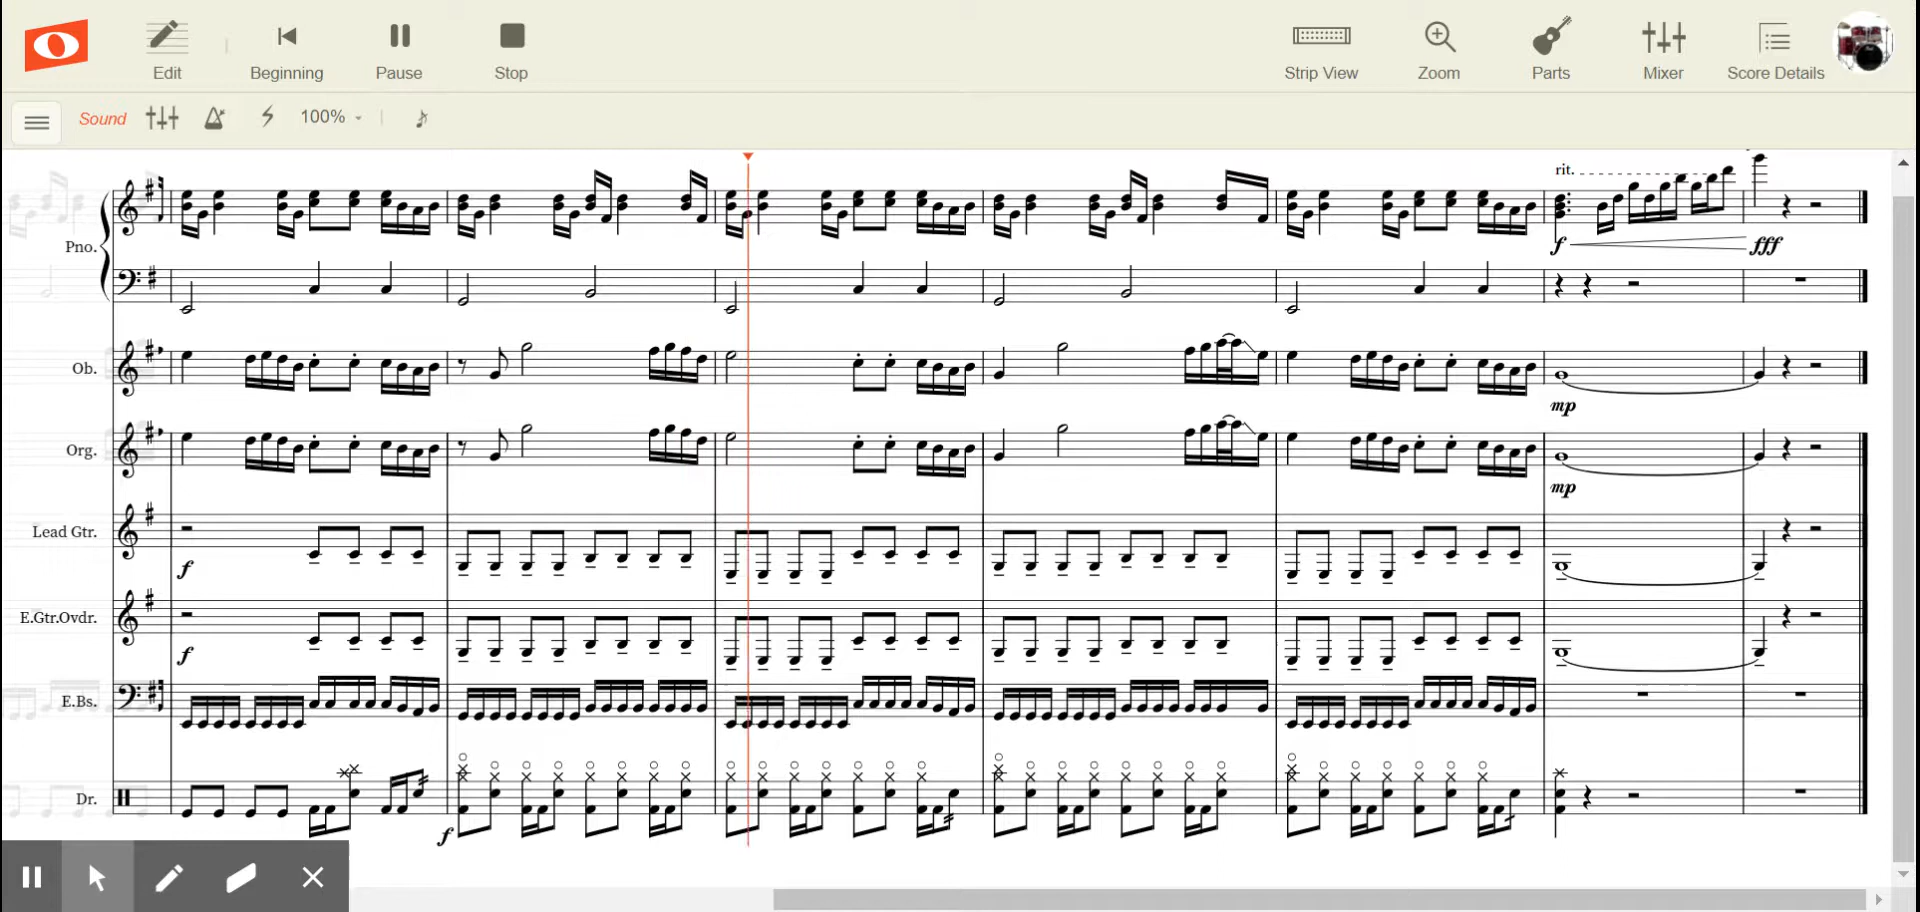 Edit
Beginning
Pause
Stop
Strip View
Zoom
Parts
Mixer
Score Details
Sound
100%
rit.
Pno.
f
fff
Ob.
mp
Org.
mp
Lead Gtr.
f
E.Gtr.Ovdr.
f
E.Bs.
Dr.
f